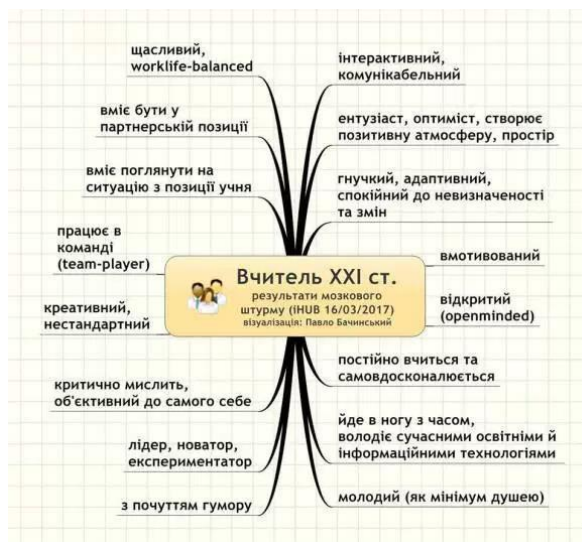 щасливий,
worklife-balanced
вміє бути у
партнерській позиції
вміє поглянути на
ситуацію з позиції учня
працює в
команді
(team-player)
креативний,
нестандартний
критично мислить,
об'єктивний до самого себе
лідер, новатор,
експериментатор
з почуттям гумору
Вчитель XXI ст.
результати мозкового
штурму (iHUB 16/03/2017)
візуалізація: Павло Бачинський
інтерактивний,
комунікабельний
ентузіаст, оптиміст, створює
позитивну атмосферу, простір
гнучкий, адаптивний,
спокійний до невизначеності
та змін
вмотивований
відкритий
(openminded)
постійно вчиться та
самовдосконалюється
йде в ногу з часом,
володіє сучасними освітніми й
інформаційними технологіями
молодий (як мінімум душею)